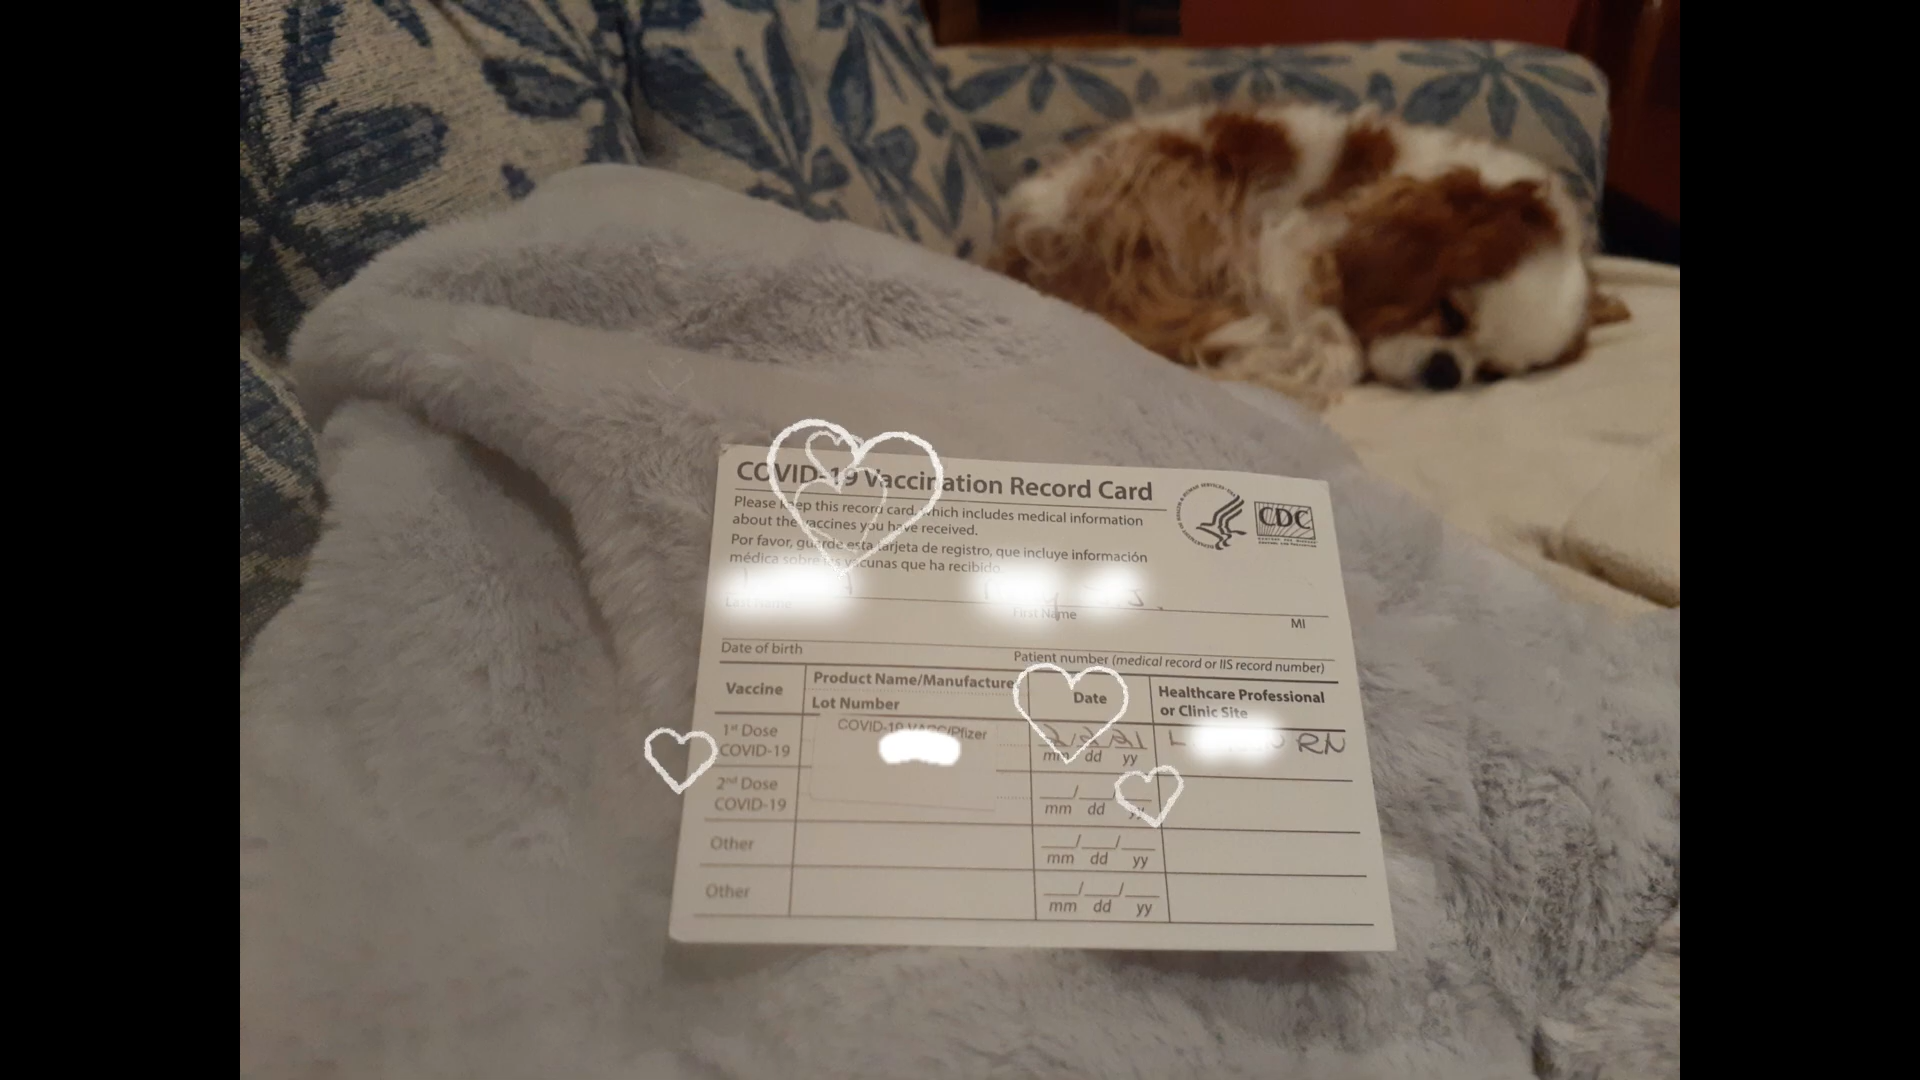 COVID-19 Vaccination Record Card
Please keep this record card, which includes medical information
about the vaccines you have received.
Por favor, guarde esta tarjeta de registro, que incluye información
médica sobre las vacunas que ha recibido.
CDC
Last Name First Name MI
Date of birth Patient number (medical record or IIS record number)
Vaccine Product Name/Manufacturer Date Healthcare Professional
Lot Number or Clinic Site
1st Dose
COVID-19
COVID-19 VACC/Pfizer
mm dd yy
RN
2nd Dose
COVID-19
mm dd yy
Other
mm dd yy
Other
mm dd yy